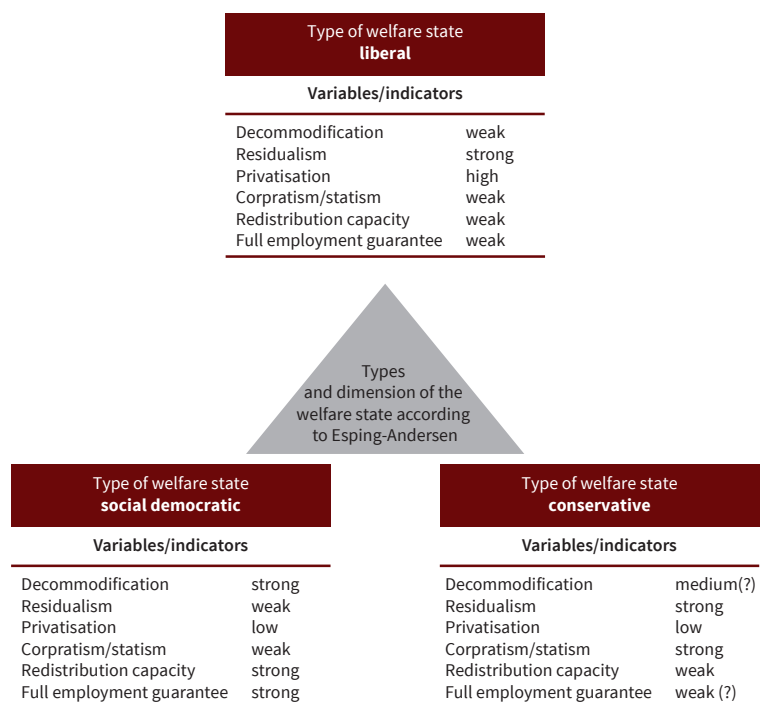 Type of welfare state
liberal
Variables/indicators
Decommodification weak
Residualism strong
Privatisation high
Corpratism/statism weak
Redistribution capacity weak
Full employment guarantee weak
Types
and dimension of the
welfare state according
to Esping-Andersen
Type of welfare state
social democratic
Variables/indicators
Decommodification strong
Residualism weak
Privatisation low
Corpratism/statism weak
Redistribution capacity strong
Full employment guarantee strong
Type of welfare state
conservative
Variables/indicators
Decommodification medium(?)
Residualism strong
Privatisation low
Corpratism/statism strong
Redistribution capacity weak
Full employment guarantee weak (?)